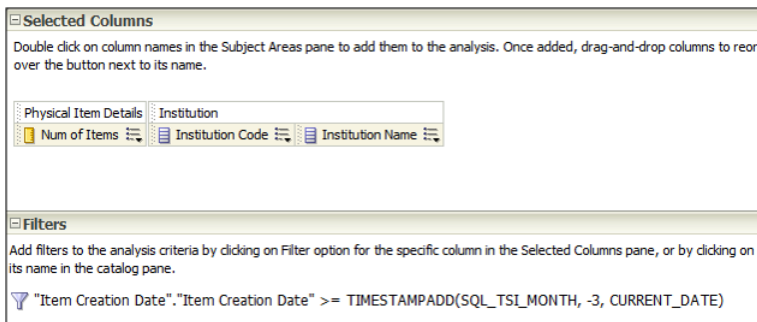 Selected Columns
Double click on column names in the Subject Areas pane to add them to the analysis. Once added, drag-and-drop columns to reor
over the button next to its name.
Physical Item Details Institution
Num of Items Institution Code Institution Name
Filters
Add filters to the analysis criteria by clicking on Filter option for the specific column in the Selected Columns pane, or by clicking on
its name in the catalog pane.
"Item Creation Date"."Item Creation Date" >= TIMESTAMPADD(SQL_TSI_MONTH, -3, CURRENT_DATE)